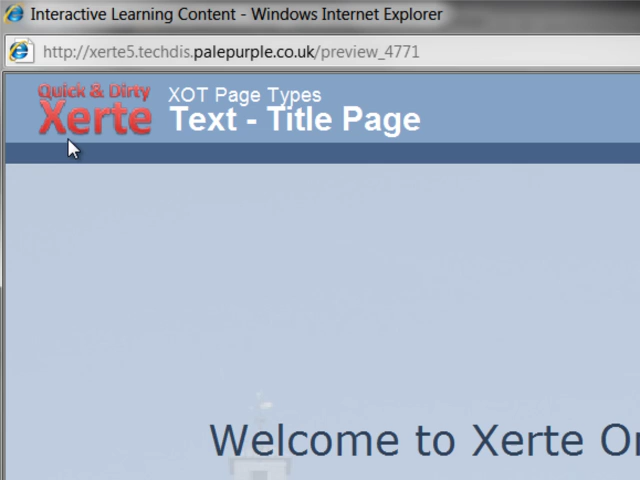 Interactive Learning Content - Windows Internet Explorer
http://xerte5.techdis.palepurple.co.uk/preview_4771
Quick & Dirty
Xerte
XOT Page Types
Text - Title Page
Welcome to Xerte